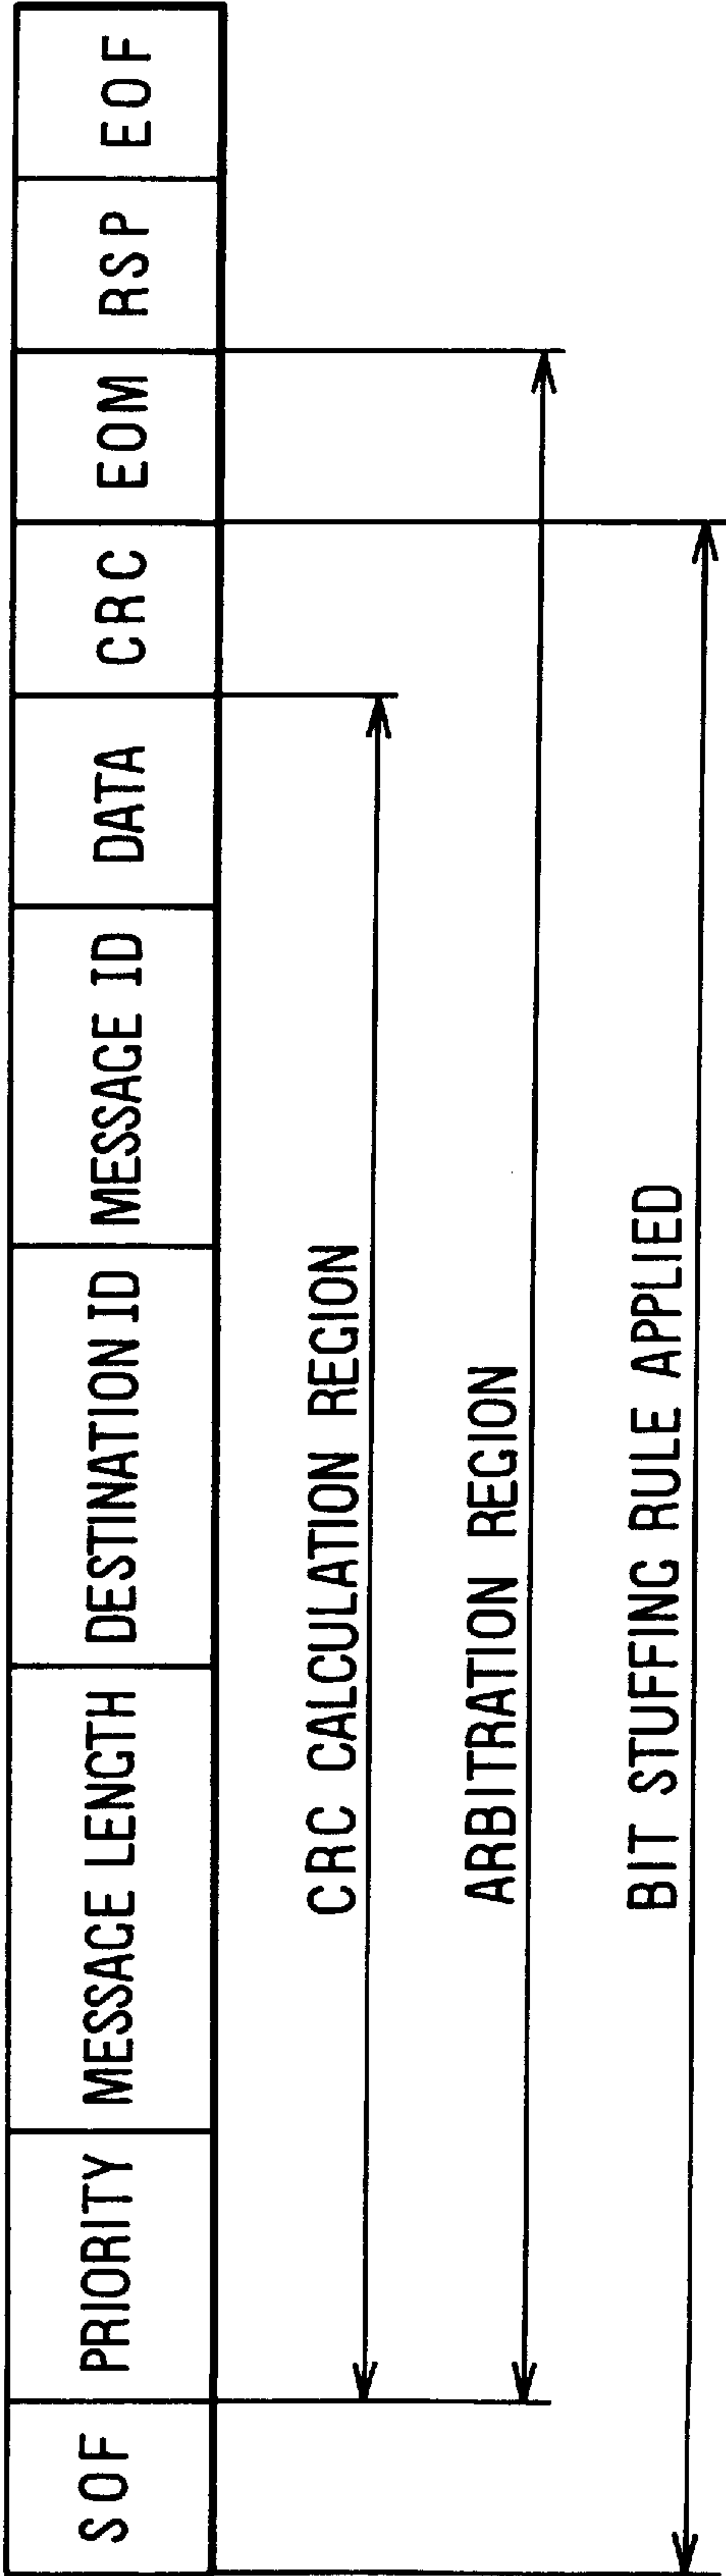 SOF
PRIORITY
MESSAGE LENGTH
DESTINATION ID
MESSAGE ID
DATA
CRC
EOM
RSP
EOF
CRC CALCULATION REGION
ARBITRATION REGION
BIT STUFFING RULE APPLIED